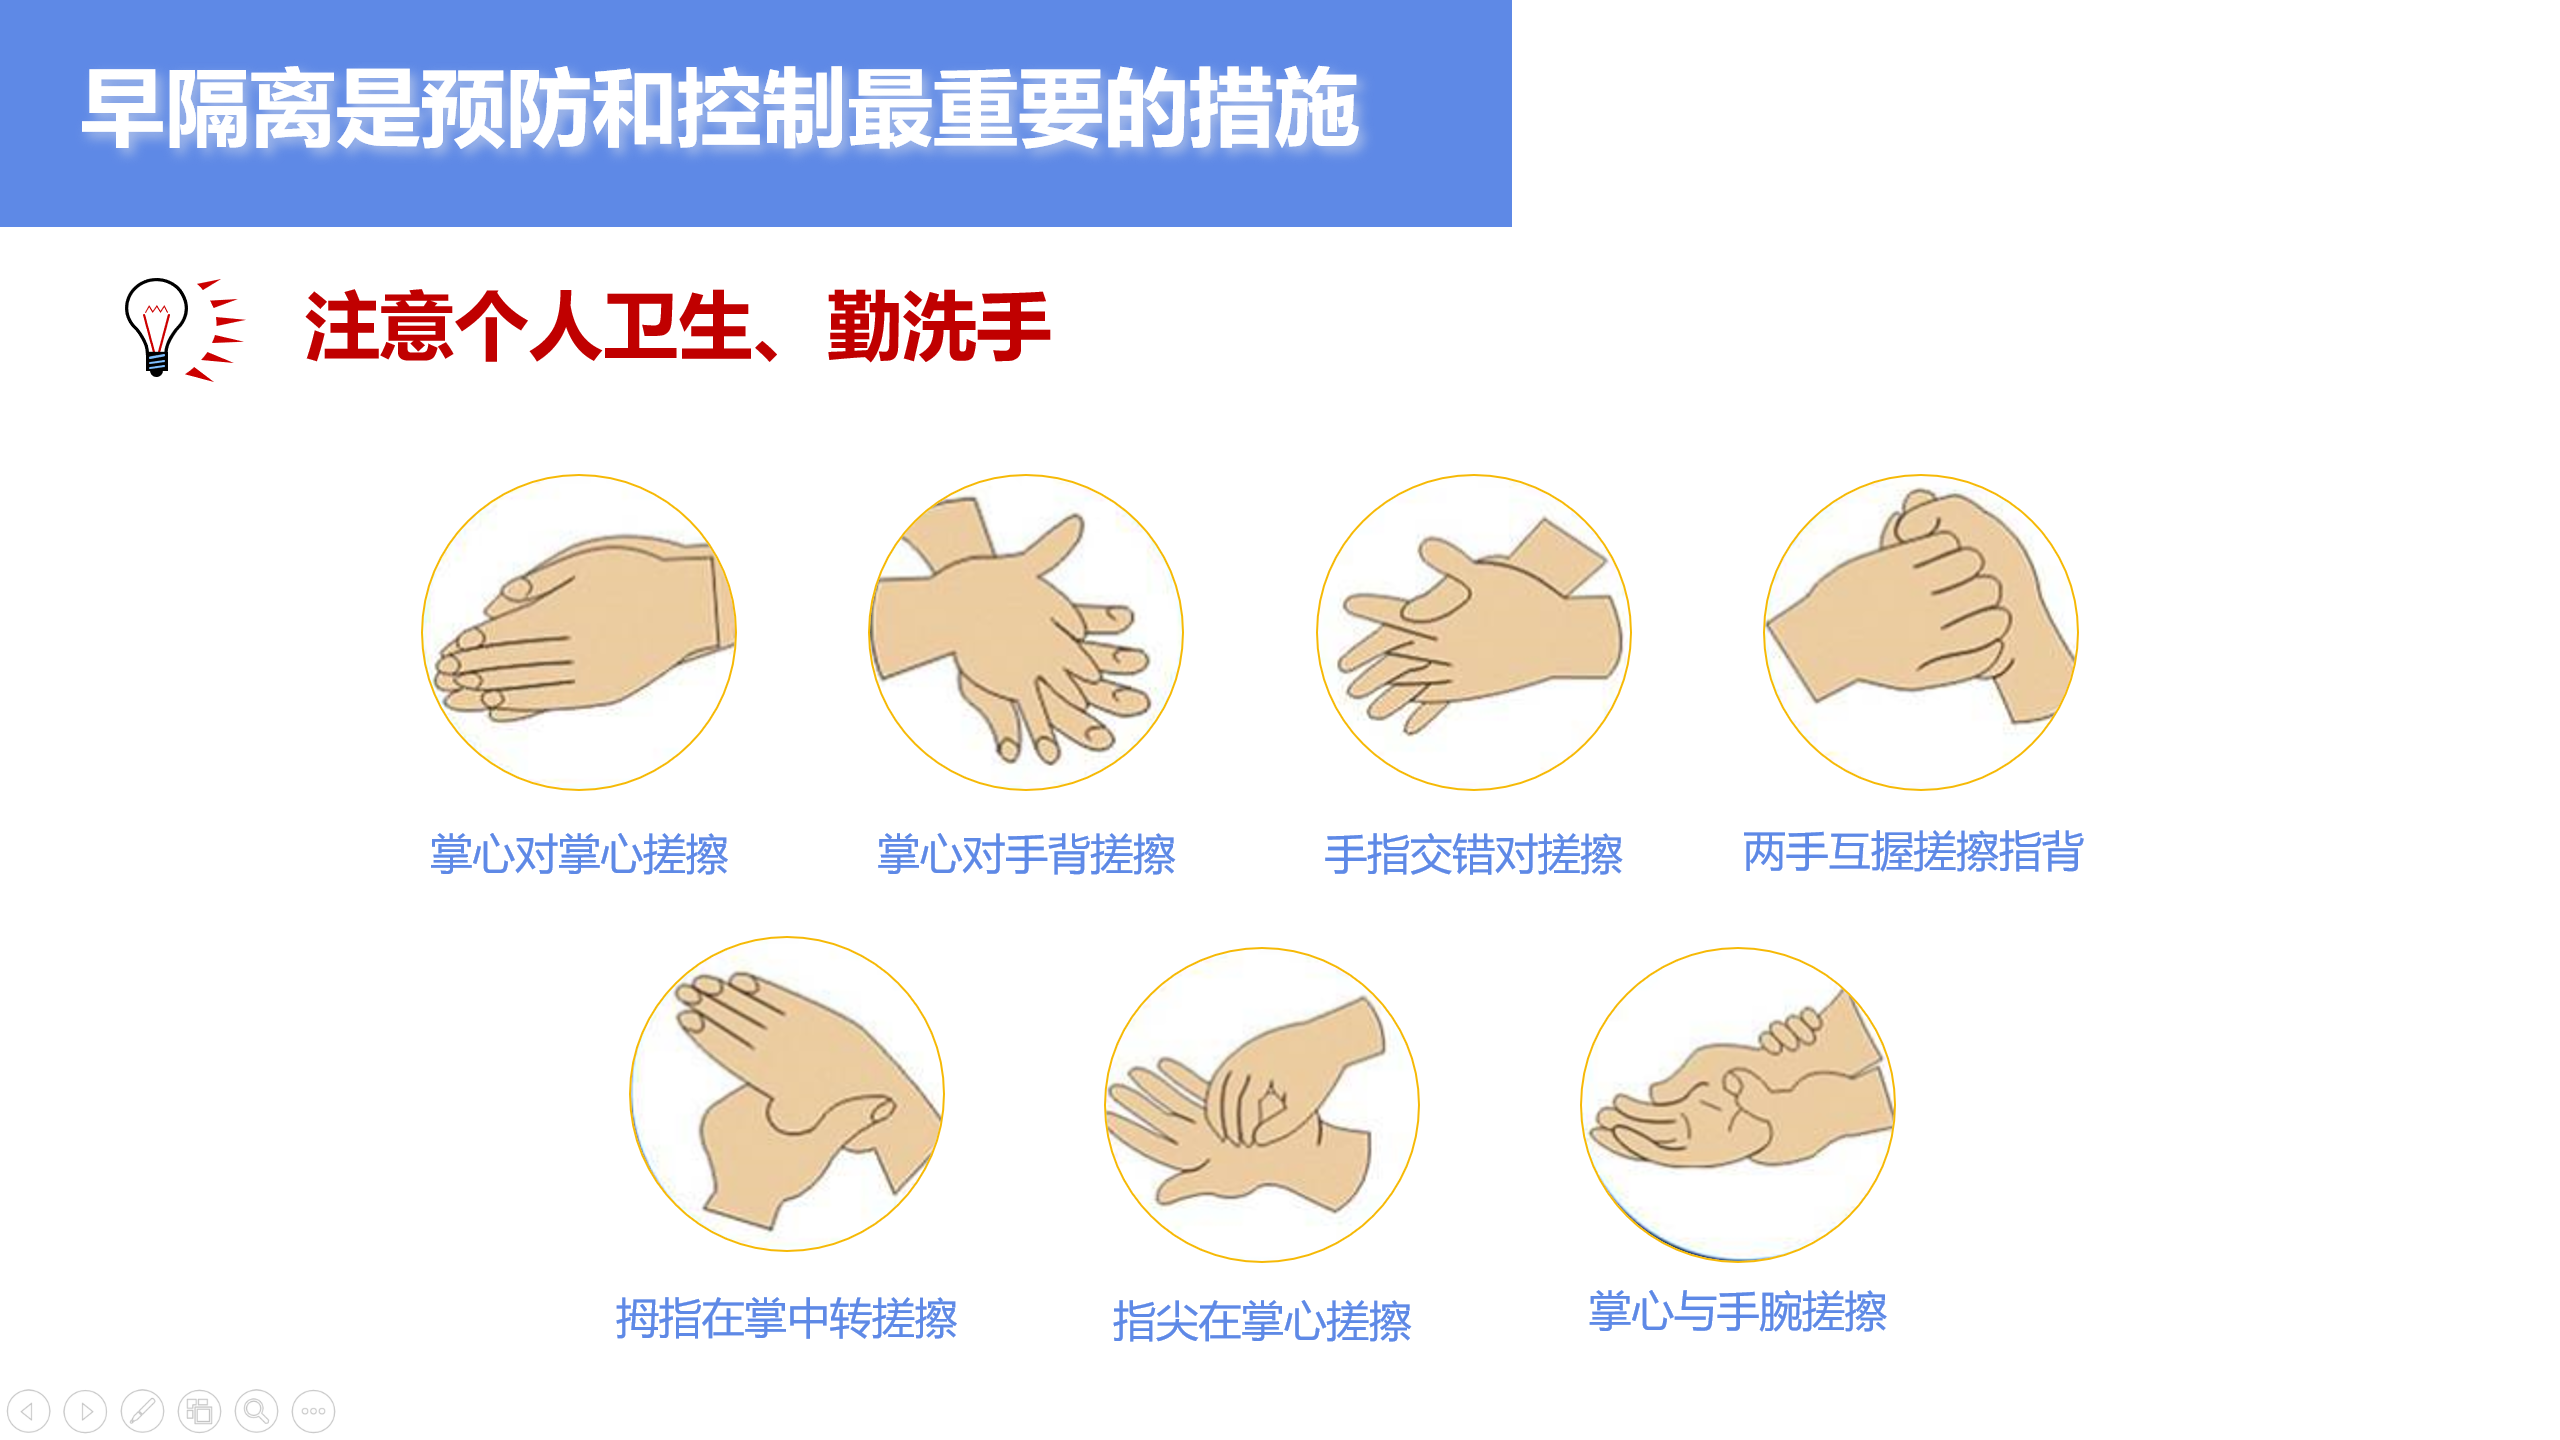 早隔离是预防和控制最重要的措施
注意个人卫生、勤洗手
掌心对掌心搓擦
掌心对手背搓擦
手指交错对搓擦
两手互握搓擦指背
拇指在掌中转搓擦
指尖在掌心搓擦
掌心与手腕搓擦